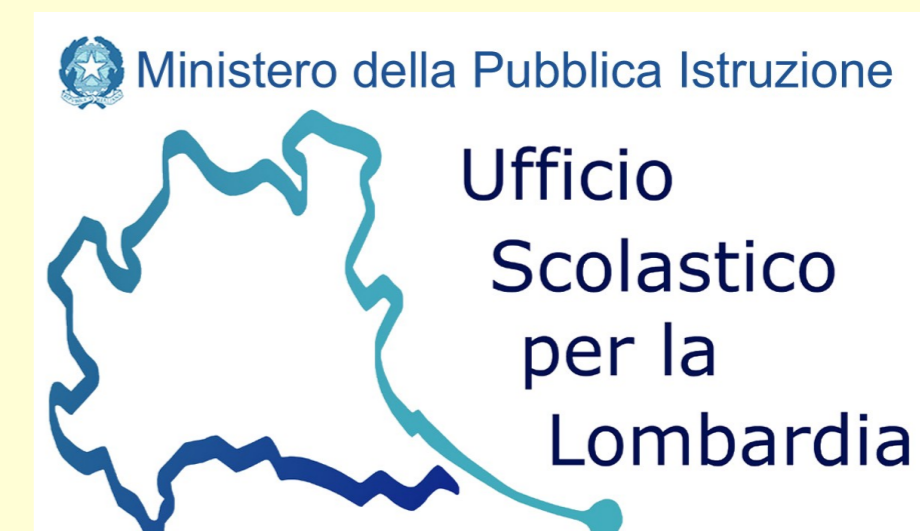 Ministero della Pubblica Istruzione
Ufficio
Scolastico
per la
Lombardia